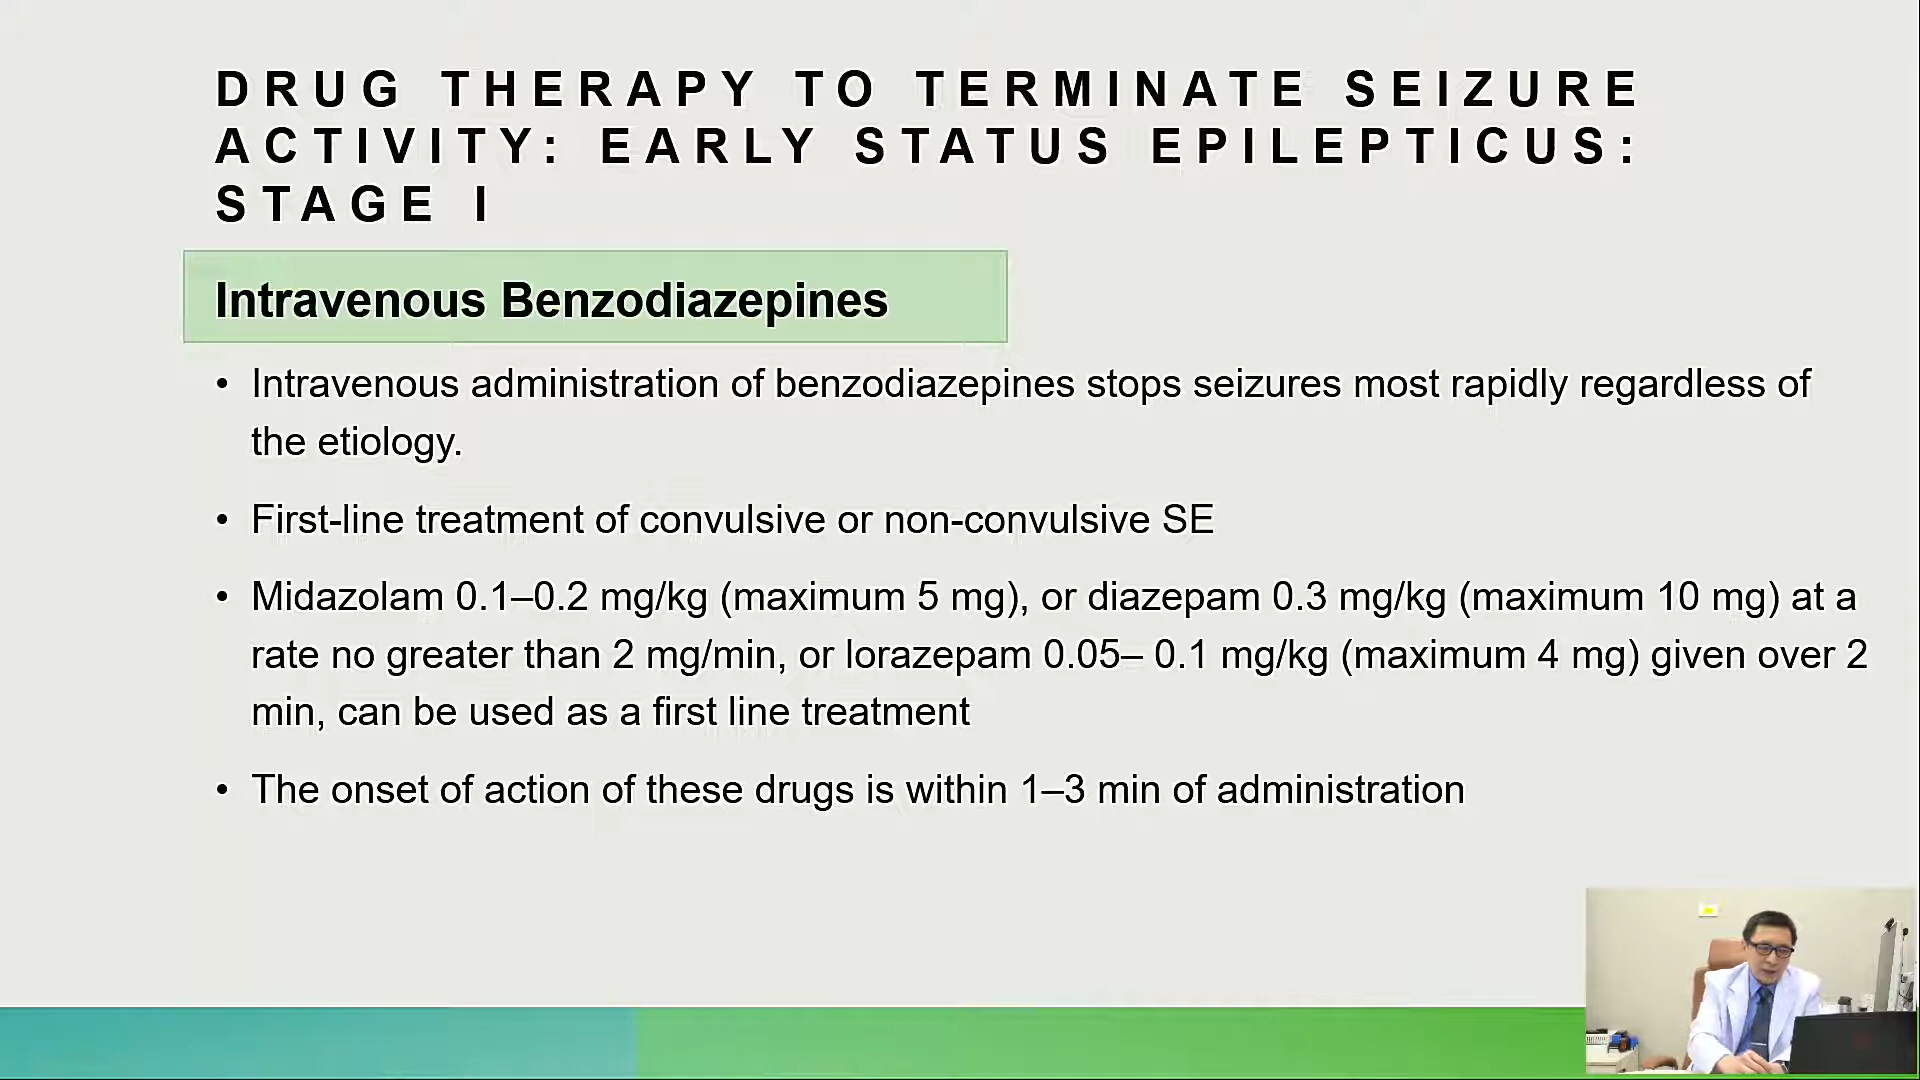 DRUG THERAPY TO TERMINATE SEIZURE
ACTIVITY: EARLY STATUS EPILEPTICUS:
STAGE I
Intravenous Benzodiazepines
• Intravenous administration of benzodiazepines stops seizures most rapidly regardless of
the etiology.
• First-line treatment of convulsive or non-convulsive SE
• Midazolam 0.1–0.2 mg/kg (maximum 5 mg), or diazepam 0.3 mg/kg (maximum 10 mg) at a
rate no greater than 2 mg/min, or lorazepam 0.05– 0.1 mg/kg (maximum 4 mg) given over 2
min, can be used as a first line treatment
• The onset of action of these drugs is within 1–3 min of administration